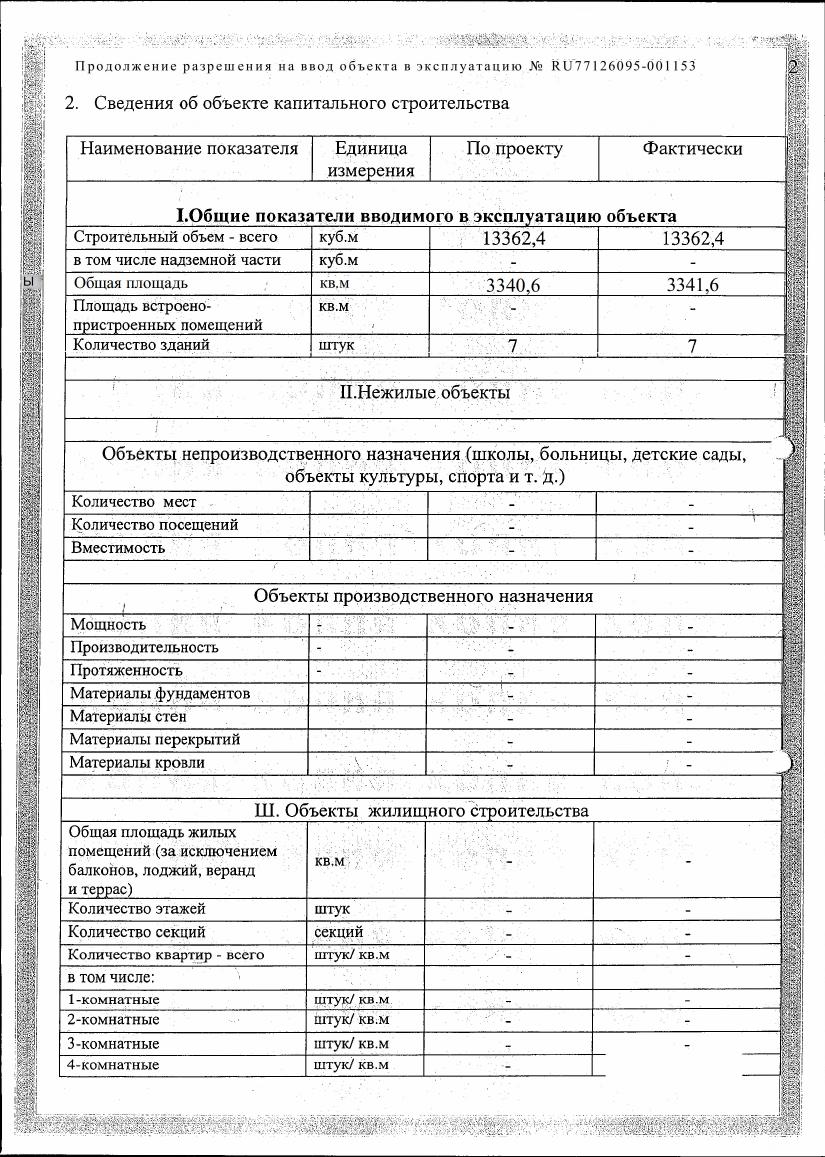 Продолжение разрешения на ввод объекта в эксплуатацию № RU77126095-001153
2
2. Сведения об объекте капитального строительства
Наименование показателя Единица По проекту Фактически
измерения
I.Общие показатели вводимого в эксплуатацию объекта
Строительный объем - всего куб.м 13362,4 13362,4
в том числе надземной части куб.м - -
ы
Общая площадь кв.м 3340,6 3341,6
Площадь встроено- кв.м - -
пристроенных помещений
Количество зданий штук 7 7
II.Нежилые объекты
Объекты непроизводственного назначения (школы, больницы, детские сады,
объекты культуры, спорта и т. д.)
Количество мест - -
Количество посещений - -
Вместимость - -
Объекты производственного назначения
Мощность - - -
Производительность - - -
Протяженность - - -
Материалы фундаментов - -
Материалы стен - -
Материалы перекрытий - -
Материалы кровли - -
Ш. Объекты жилищного строительства
Общая площадь жилых
помещений (за исключением
балконов, лоджий, веранд
и террас)
кв.м - -
Количество этажей штук - -
Количество секций секций - -
Количество квартир - всего штук/ кв.м - -
в том числе:
1-комнатные штук/ кв.м - -
2-комнатные штук/ кв.м - -
3-комнатные штук/ кв.м - -
4-комнатные штук/ кв.м -